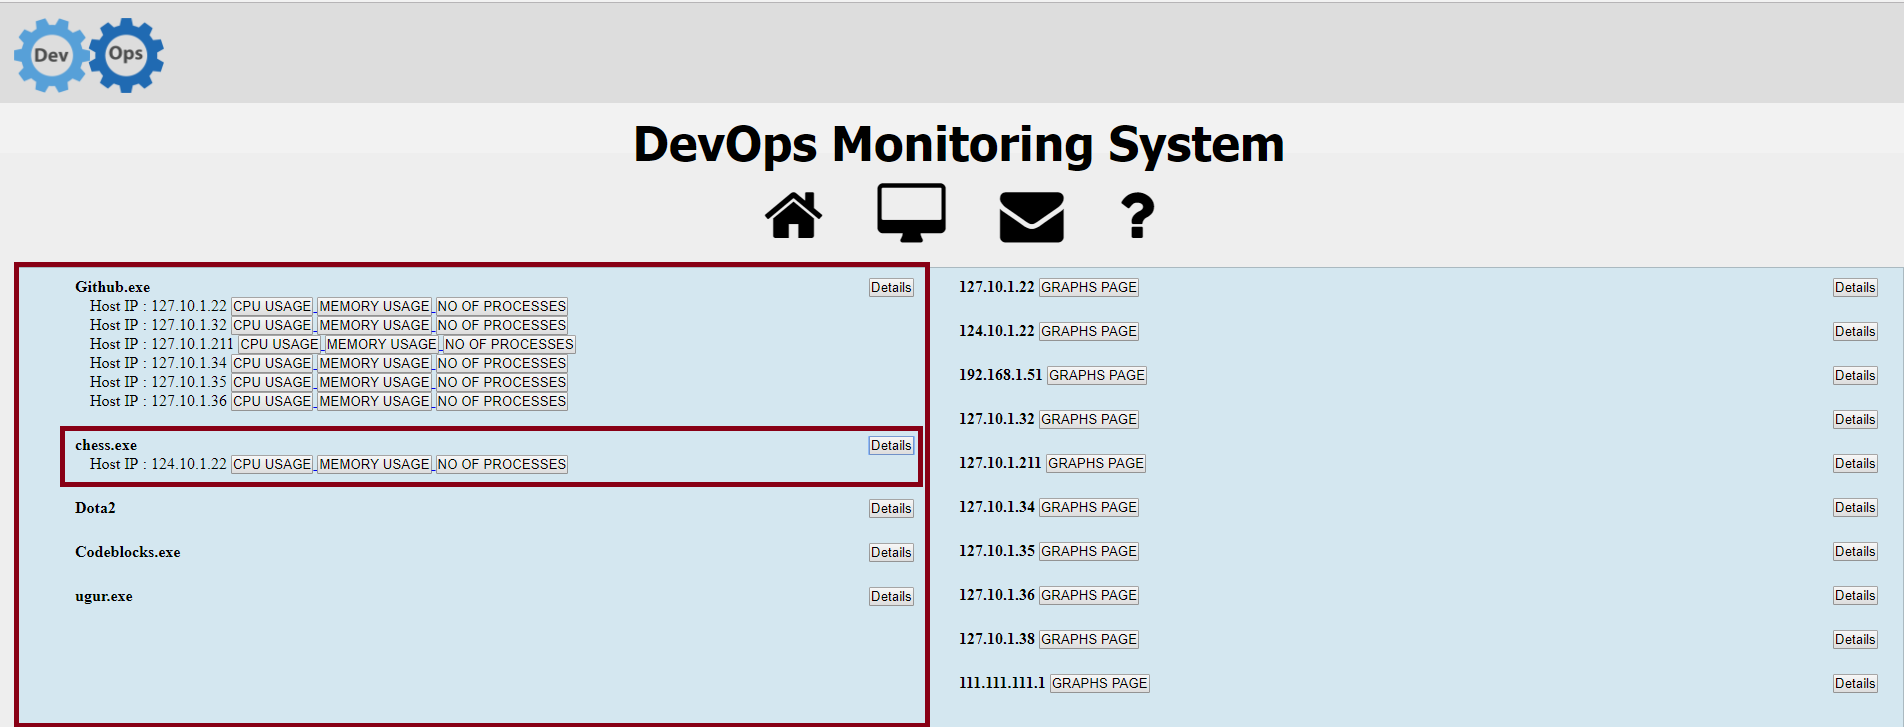 Dev Ops
DevOps Monitoring System
Github.exe Details
Host IP : 127.10.1.22 CPU USAGE MEMORY USAGE NO OF PROCESSES
Host IP : 127.10.1.32 CPU USAGE MEMORY USAGE NO OF PROCESSES
Host IP : 127.10.1.211 CPU USAGE MEMORY USAGE NO OF PROCESSES
Host IP : 127.10.1.34 CPU USAGE MEMORY USAGE NO OF PROCESSES
Host IP : 127.10.1.35 CPU USAGE MEMORY USAGE NO OF PROCESSES
Host IP : 127.10.1.36 CPU USAGE MEMORY USAGE NO OF PROCESSES
chess.exe Details
Host IP : 124.10.1.22 CPU USAGE MEMORY USAGE NO OF PROCESSES
Dota2 Details
Codeblocks.exe Details
ugur.exe Details
127.10.1.22 GRAPHS PAGE Details
124.10.1.22 GRAPHS PAGE Details
192.168.1.51 GRAPHS PAGE Details
127.10.1.32 GRAPHS PAGE Details
127.10.1.211 GRAPHS PAGE Details
127.10.1.34 GRAPHS PAGE Details
127.10.1.35 GRAPHS PAGE Details
127.10.1.36 GRAPHS PAGE Details
127.10.1.38 GRAPHS PAGE Details
111.111.111.1 GRAPHS PAGE Details